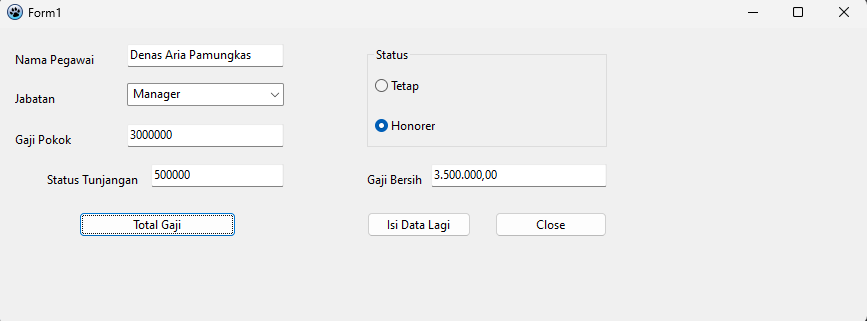 Form1
Nama Pegawai Denas Aria Pamungkas
Status
Jabatan Manager
Tetap
Gaji Pokok 3000000
Honorer
Status Tunjangan 500000
Gaji Bersih 3.500.000,00
Total Gaji Isi Data Lagi Close